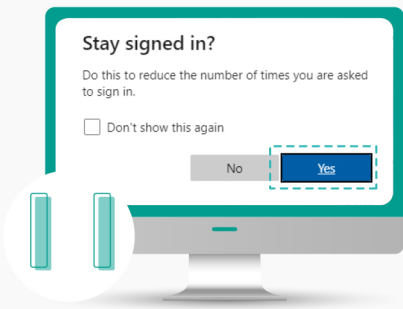 Stay signed in?
Do this to reduce the number of times you are asked
to sign in.
Don't show this again
No
Yes